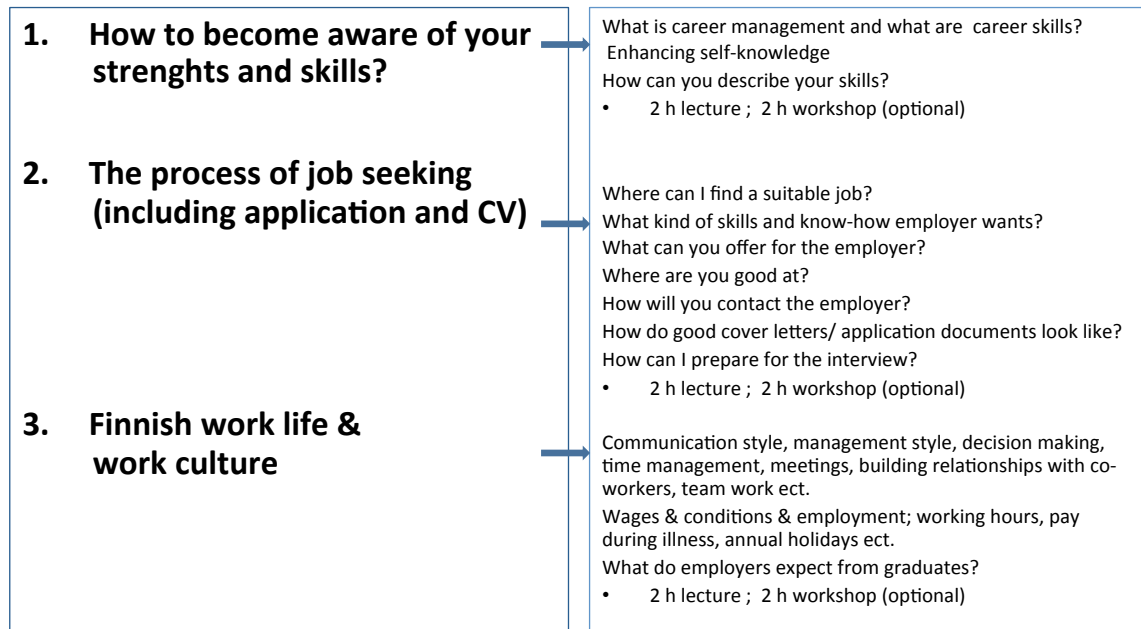 1. How to become aware of your
strenghts and skills?
What is career management and what are career skills?
Enhancing self-knowledge
How can you describe your skills?
• 2 h lecture ; 2 h workshop (optional)
2. The process of job seeking
(including application and CV)
Where can I find a suitable job?
What kind of skills and know-how employer wants?
What can you offer for the employer?
Where are you good at?
How will you contact the employer?
How do good cover letters/ application documents look like?
How can I prepare for the interview?
• 2 h lecture ; 2 h workshop (optional)
3. Finnish work life &
work culture
Communication style, management style, decision making,
time management, meetings, building relationships with co-
workers, team work ect.
Wages & conditions & employment; working hours, pay
during illness, annual holidays ect.
What do employers expect from graduates?
• 2 h lecture ; 2 h workshop (optional)